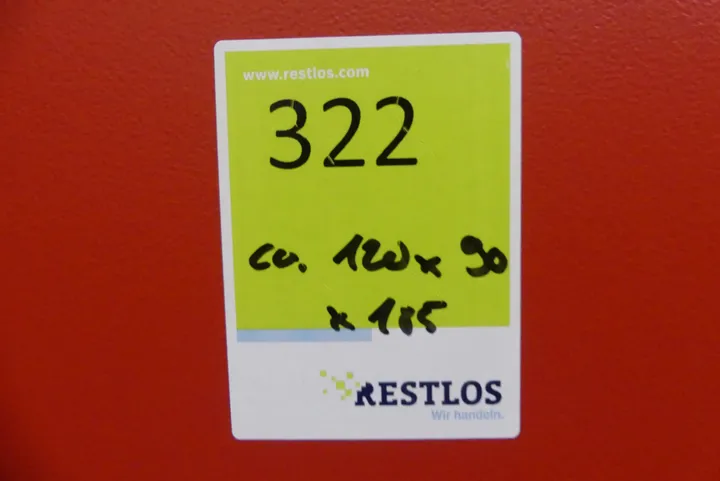 www.restlos.com
322
ca. 120 x 90
x 185
RESTLOS
Wir handeln.